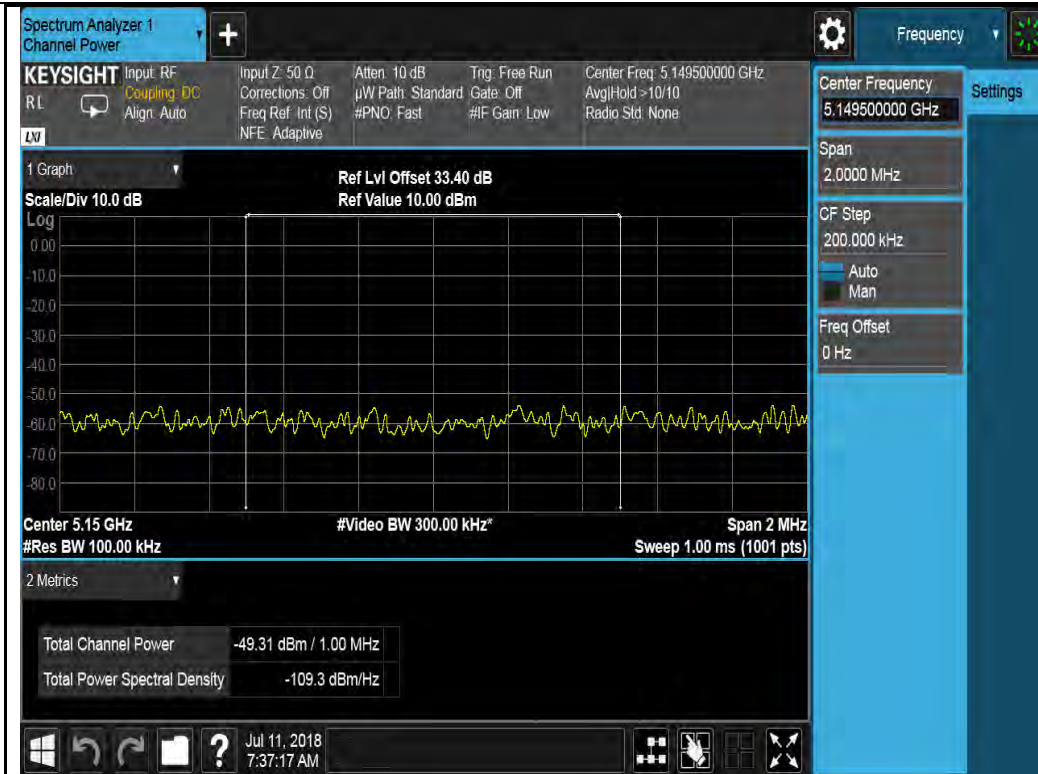 Spectrum Analyzer 1
Channel Power
+
Frequency
KEYSIGHT
R L
LXI
Input: RF
Coupling: DC
Align: Auto
Input Z: 50 Ω
Corrections: Off
Freq Ref: Int (S)
NFE: Adaptive
Atten: 10 dB
µW Path: Standard
#PNO: Fast
Trig: Free Run
Gate: Off
#IF Gain: Low
Center Freq: 5.149500000 GHz
Avg|Hold >10/10
Radio Std: None
Center Frequency
5.149500000 GHz
Settings
Span
2.0000 MHz
CF Step
200.000 kHz
Auto
Man
Freq Offset
0 Hz
1 Graph
Ref Lvl Offset 33.40 dB
Scale/Div 10.0 dB
Ref Value 10.00 dBm
Log
0.00
-10.0
-20.0
-30.0
-40.0
-50.0
-60.0
-70.0
-80.0
Center 5.15 GHz
#Video BW 300.00 kHz*
Span 2 MHz
#Res BW 100.00 kHz
Sweep 1.00 ms (1001 pts)
2 Metrics
Total Channel Power -49.31 dBm / 1.00 MHz
Total Power Spectral Density -109.3 dBm/Hz
?
Jul 11, 2018
7:37:17 AM